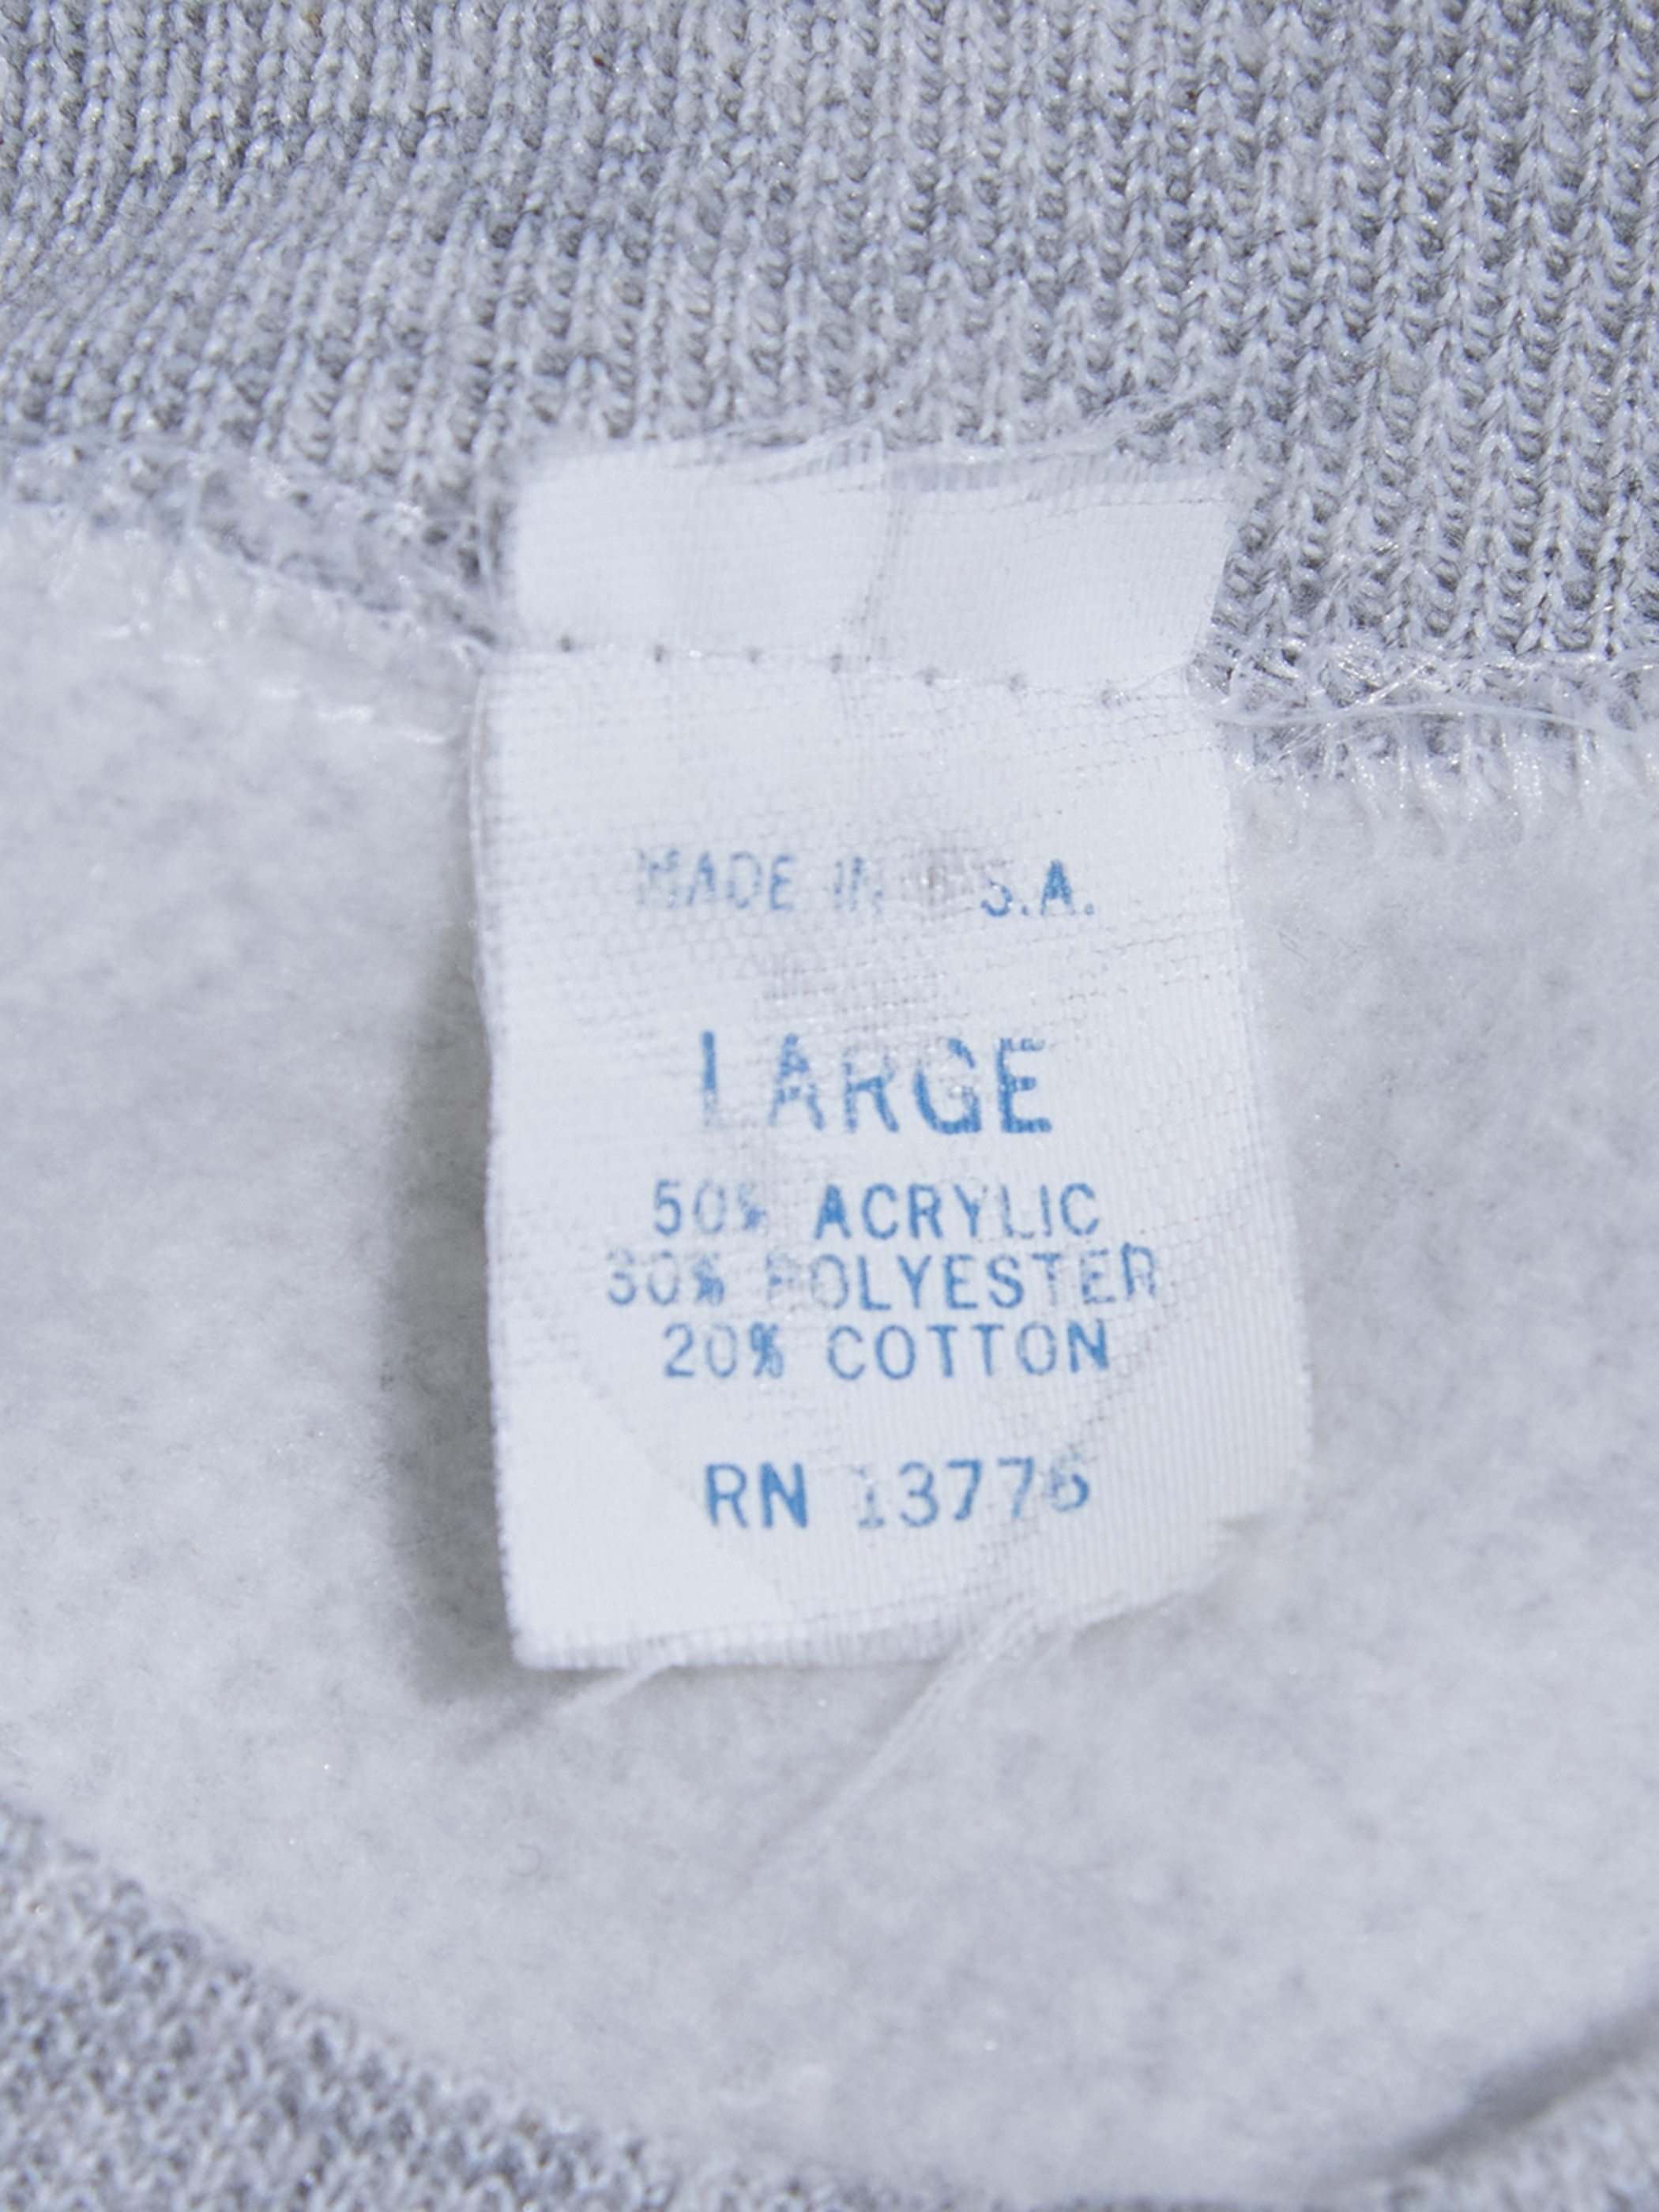 MADE IN S.A.
LARGE
50% ACRYLIC
30% POLYESTER
20% COTTON
RN 13776